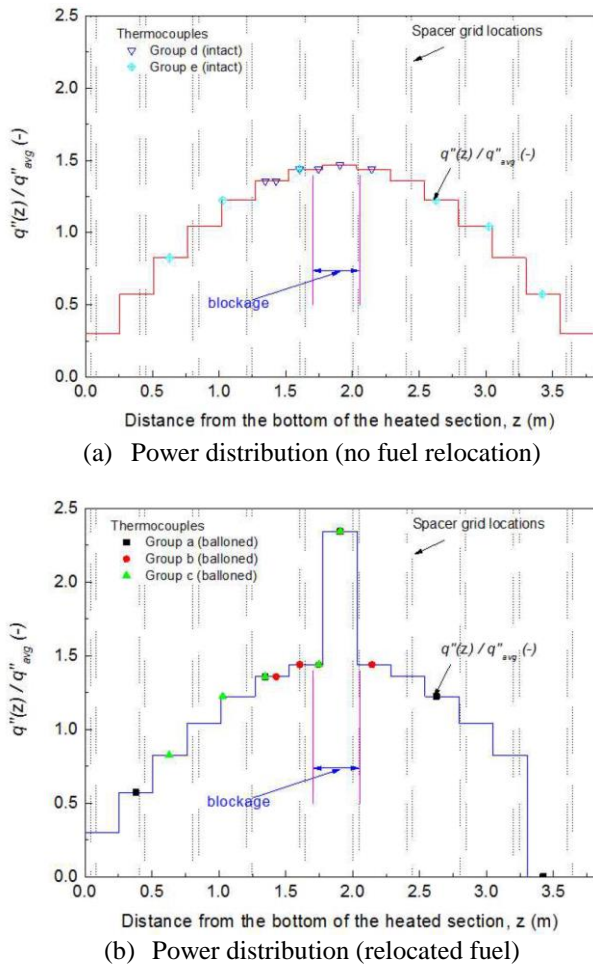 2.5
2.0
1.5
1.0
0.5
0.0
q"(z) / q"avg (-)
Thermocouples
Group d (intact)
Group e (intact)
Spacer grid locations
q"(z) / q"avg (-)
blockage
0.0 0.5 1.0 1.5 2.0 2.5 3.0 3.5
Distance from the bottom of the heated section, z (m)
(a) Power distribution (no fuel relocation)
2.5
2.0
1.5
1.0
0.5
0.0
q"(z) / q"avg (-)
Thermocouples
Group a (balloned)
Group b (balloned)
Group c (balloned)
Spacer grid locations
q"(z) / q"avg (-)
blockage
0.0 0.5 1.0 1.5 2.0 2.5 3.0 3.5
Distance from the bottom of the heated section, z (m)
(b) Power distribution (relocated fuel)